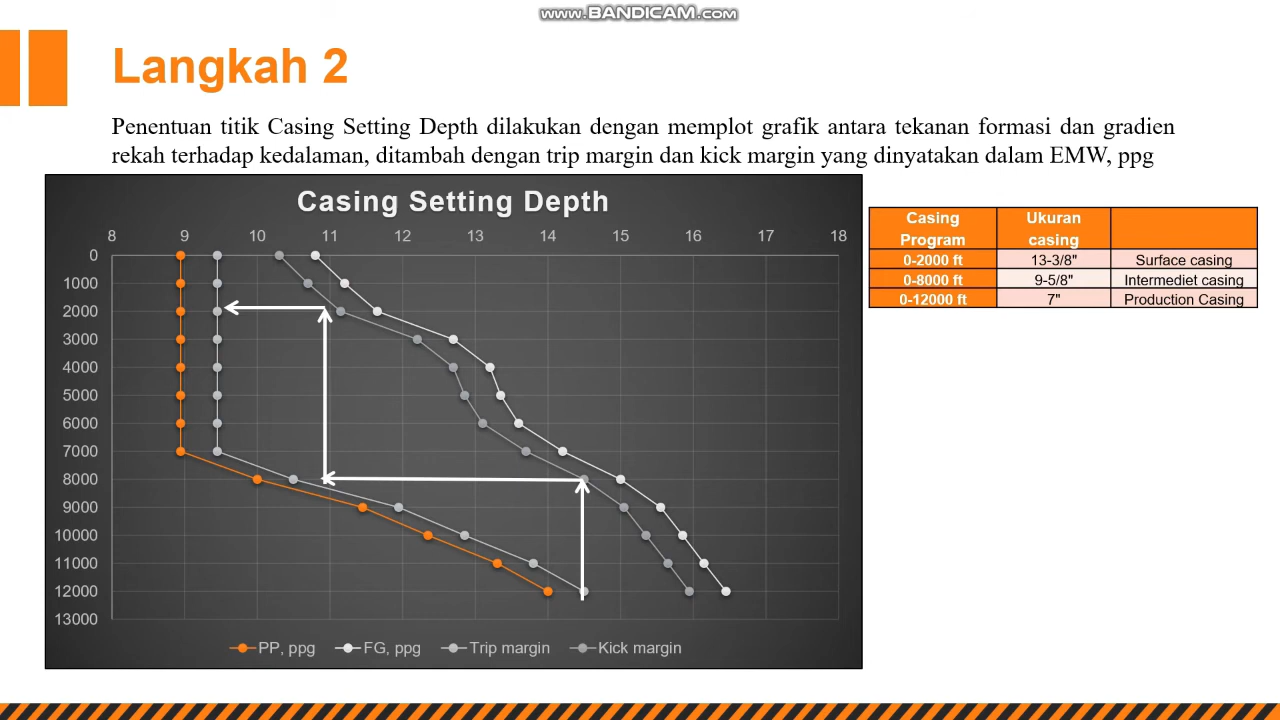 www.BANDICAM.com
Langkah 2
Penentuan titik Casing Setting Depth dilakukan dengan memplot grafik antara tekanan formasi dan gradien
rekah terhadap kedalaman, ditambah dengan trip margin dan kick margin yang dinyatakan dalam EMW, ppg
Casing Setting Depth
8 9 10 11 12 13 14 15 16 17 18
0
1000
2000
3000
4000
5000
6000
7000
8000
9000
10000
11000
12000
13000
PP, ppg FG, ppg Trip margin Kick margin
Casing Ukuran
Program casing
0-2000 ft 13-3/8" Surface casing
0-8000 ft 9-5/8" Intermediet casing
0-12000 ft 7" Production Casing